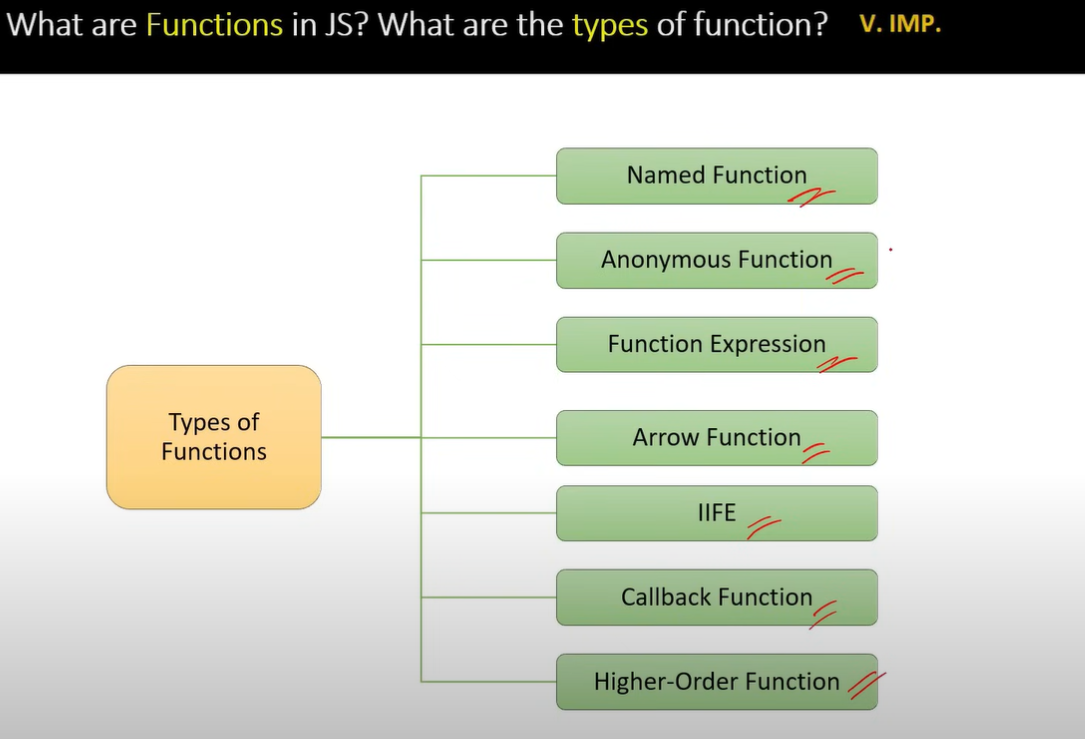 What are Functions in JS? What are the types of function? V. IMP.
Named Function
Anonymous Function
Function Expression
Types of
Functions
Arrow Function
IIFE
Callback Function
Higher-Order Function